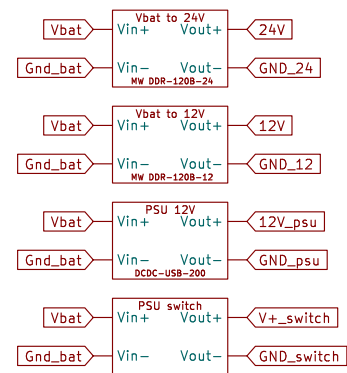 Vbat to 24V
Vbat Vin+ Vout+ 24V
Gnd_bat Vin- Vout- GND_24
MW DDR-120B-24
Vbat to 12V
Vbat Vin+ Vout+ 12V
Gnd_bat Vin- Vout- GND_12
MW DDR-120B-12
PSU 12V
Vbat Vin+ Vout+ 12V_psu
Gnd_bat Vin- Vout- GND_psu
DCDC-USB-200
PSU switch
Vbat Vin+ Vout+ V+_switch
Gnd_bat Vin- Vout- GND_switch